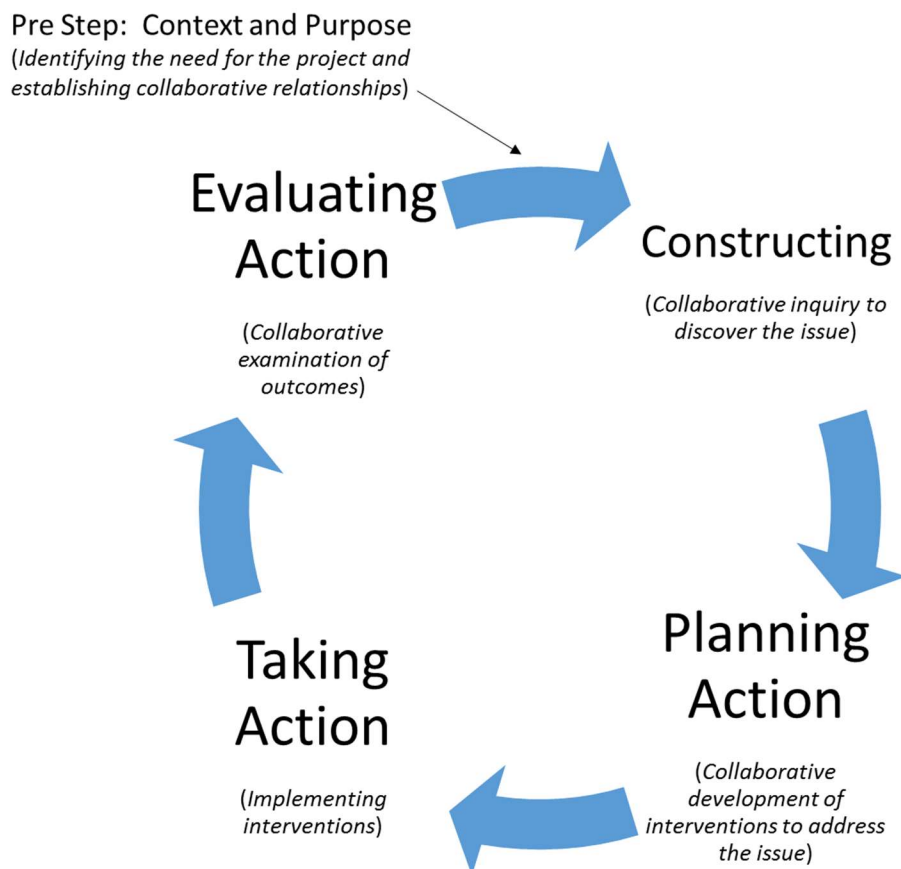 Pre Step:  Context and Purpose
(Identifying the need for the project and
establishing collaborative relationships)
Evaluating
Action
(Collaborative
examination of
outcomes)
Constructing
(Collaborative inquiry to
discover the issue)
Planning
Action
(Collaborative
development of
interventions to address
the issue)
Taking
Action
(Implementing
interventions)